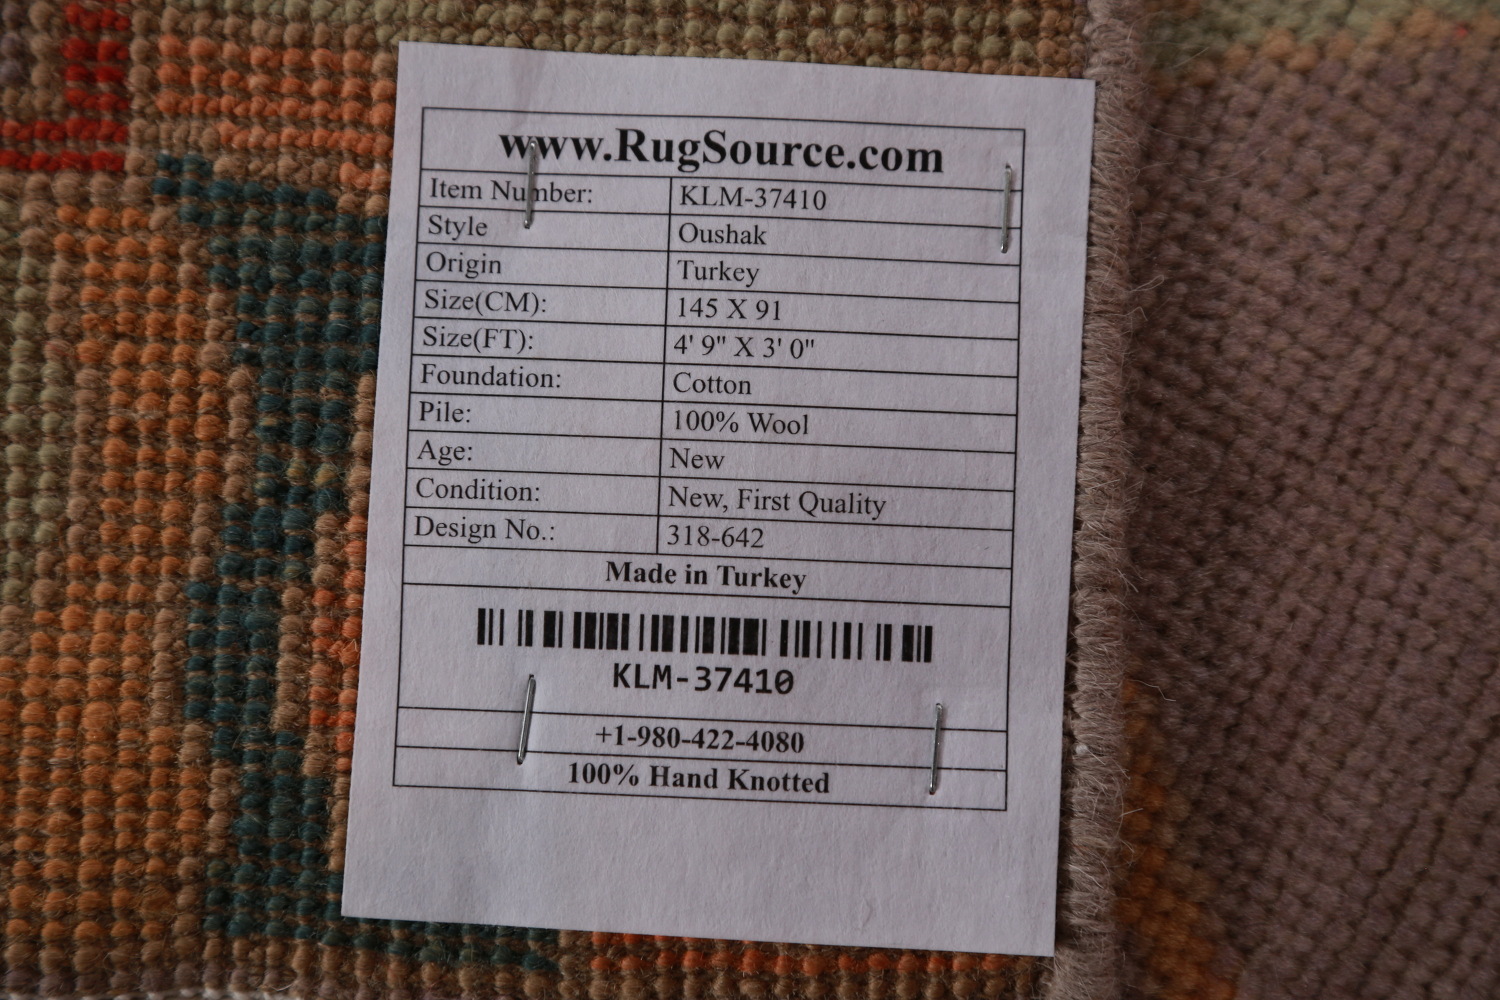 www.RugSource.com
Item Number: KLM-37410
Style Oushak
Origin Turkey
Size(CM): 145 X 91
Size(FT): 4' 9" X 3' 0"
Foundation: Cotton
Pile: 100% Wool
Age: New
Condition: New, First Quality
Design No.: 318-642
Made in Turkey
KLM-37410
+1-980-422-4080
100% Hand Knotted